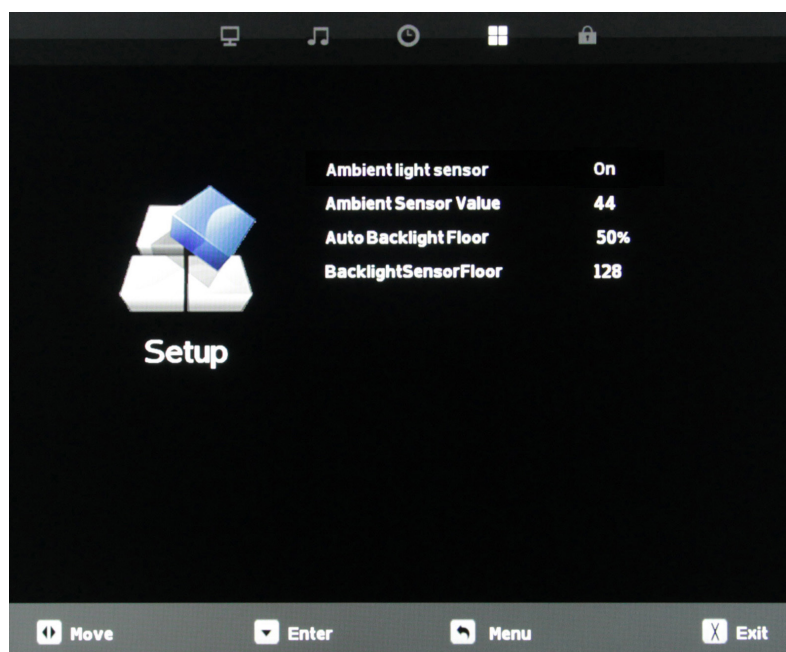 Ambient light sensor On
Ambient Sensor Value 44
Auto Backlight Floor 50%
BacklightSensorFloor 128
Setup
Move Enter Menu Exit